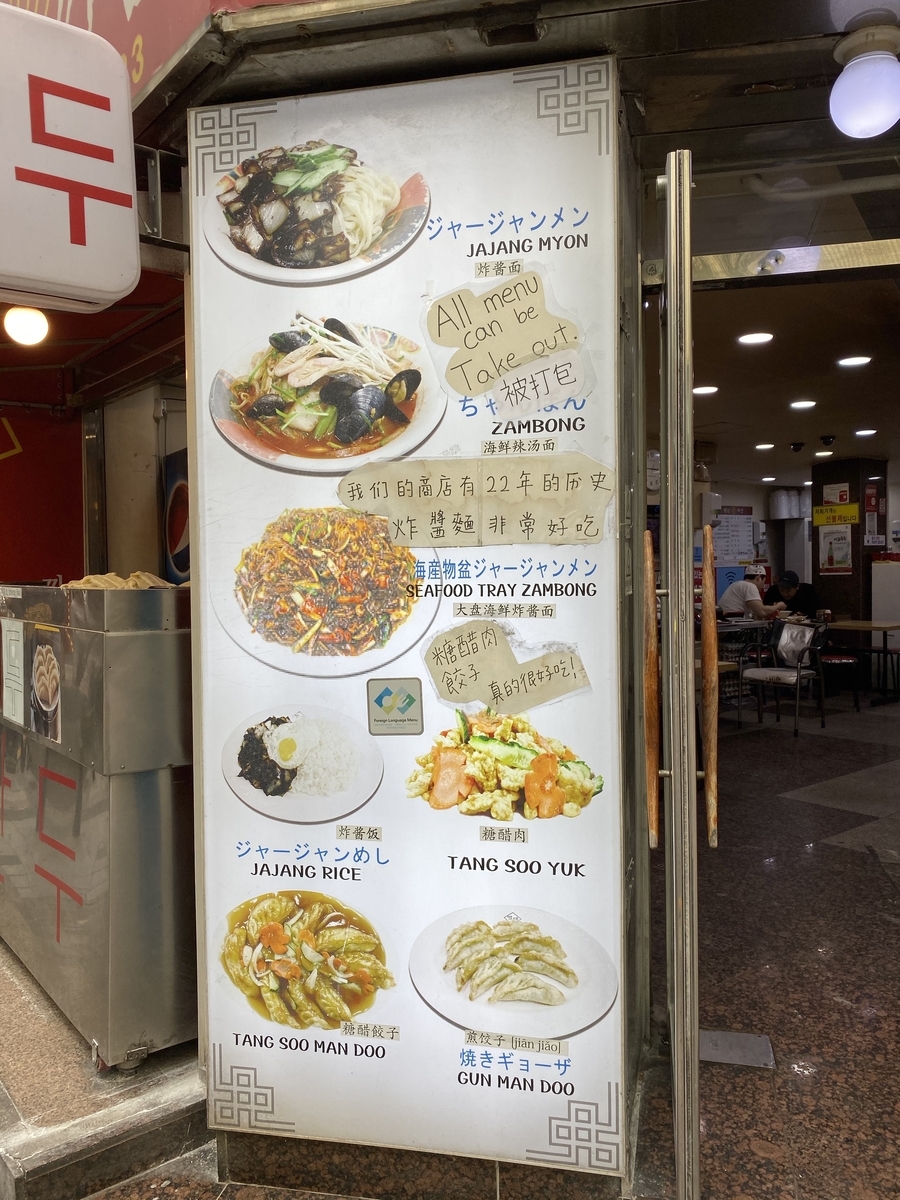 두
ジャージャンメン
JAJANG MYON
炸酱面
All menu
can be
Take out.
被打包
ZAMBONG
海鲜辣汤面
我们的商店有22年的历史
炸醬麵 非常好吃
海産物盆ジャージャンメン
SEAFOOD TRAY ZAMBONG
大盘海鲜炸酱面
糖醋肉
餃子 真的很好吃!
Foreign Language Menu
炸酱饭
ジャージャンめし
JAJANG RICE
糖醋肉
TANG SOO YUK
糖醋餃子
TANG SOO MAN DOO
煎饺子 [jiān jiǎo]
焼きギョーザ
GUN MAN DOO
두